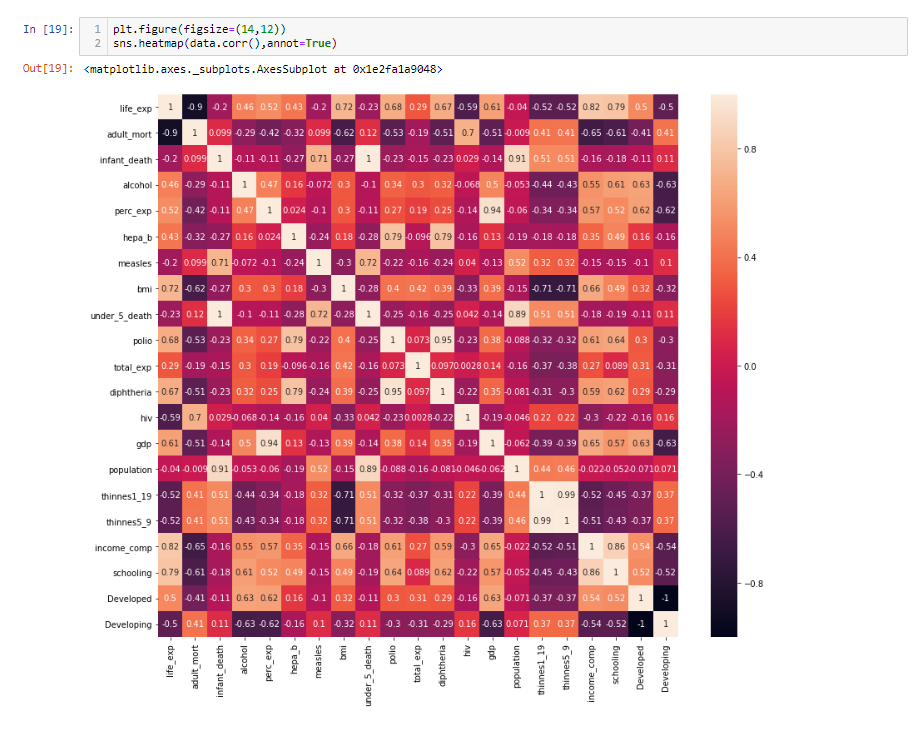 In [19]: 1 plt.figure(figsize=(14,12))
2 sns.heatmap(data.corr(),annot=True)
Out[19]: <matplotlib.axes._subplots.AxesSubplot at 0x1e2fa1a9048>
life_exp 1 -0.9 -0.2 0.46 0.52 0.43 -0.2 0.72 -0.23 0.68 0.29 0.67 -0.59 0.61 -0.04 -0.52 -0.52 0.82 0.79 0.5 -0.5
adult_mort -0.9 1 0.099 -0.29 -0.42 -0.32 0.099 -0.62 0.12 -0.53 -0.19 -0.51 0.7 -0.51 -0.009 0.41 0.41 -0.65 -0.61 -0.41 0.41
0.8
infant_death -0.2 0.099 1 -0.11 -0.11 -0.27 0.71 -0.27 1 -0.23 -0.15 -0.23 0.029 -0.14 0.91 0.51 0.51 -0.16 -0.18 -0.11 0.11
alcohol 0.46 -0.29 -0.11 1 0.47 0.16 -0.072 0.3 -0.1 0.34 0.3 0.32 -0.068 0.5 -0.053 -0.44 -0.43 0.55 0.61 0.63 -0.63
perc_exp 0.52 -0.42 -0.11 0.47 1 0.024 -0.1 0.3 -0.11 0.27 0.19 0.25 -0.14 0.94 -0.06 -0.34 -0.34 0.57 0.52 0.62 -0.62
hepa_b 0.43 -0.32 -0.27 0.16 0.024 1 -0.24 0.18 -0.28 0.79 -0.096 0.79 -0.16 0.13 -0.19 -0.18 -0.18 0.35 0.49 0.16 -0.16
0.4
measles -0.2 0.099 0.71 -0.072 -0.1 -0.24 1 -0.3 0.72 -0.22 -0.16 -0.24 0.04 -0.13 0.52 0.32 0.32 -0.15 -0.15 -0.1 0.1
bmi 0.72 -0.62 -0.27 0.3 0.3 0.18 -0.3 1 -0.28 0.4 0.42 0.39 -0.33 0.39 -0.15 -0.71 -0.71 0.66 0.49 0.32 -0.32
under_5_death -0.23 0.12 1 -0.1 -0.11 -0.28 0.72 -0.28 1 -0.25 -0.16 -0.25 0.042 -0.14 0.89 0.51 0.51 -0.18 -0.19 -0.11 0.11
polio 0.68 -0.53 -0.23 0.34 0.27 0.79 -0.22 0.4 -0.25 1 0.073 0.95 -0.23 0.38 -0.088 -0.32 -0.32 0.61 0.64 0.3 -0.3
total_exp 0.29 -0.19 -0.15 0.3 0.19 -0.096 -0.16 0.42 -0.16 0.073 1 0.097 0.0028 0.14 -0.16 -0.37 -0.38 0.27 0.089 0.31 -0.31
0.0
diphtheria 0.67 -0.51 -0.23 0.32 0.25 0.79 -0.24 0.39 -0.25 0.95 0.097 1 -0.22 0.35 -0.081 -0.31 -0.3 0.59 0.62 0.29 -0.29
hiv -0.59 0.7 0.029 -0.068 -0.14 -0.16 0.04 -0.33 0.042 -0.23 0.0028 -0.22 1 -0.19 -0.046 0.22 0.22 -0.3 -0.22 -0.16 0.16
gdp 0.61 -0.51 -0.14 0.5 0.94 0.13 -0.13 0.39 -0.14 0.38 0.14 0.35 -0.19 1 -0.062 -0.39 -0.39 0.65 0.57 0.63 -0.63
population -0.04 -0.009 0.91 -0.053 -0.06 -0.19 0.52 -0.15 0.89 -0.088 -0.16 -0.081 -0.046 -0.062 1 0.44 0.46 -0.022 -0.052 -0.071 0.071
-0.4
thinnes1_19 -0.52 0.41 0.51 -0.44 -0.34 -0.18 0.32 -0.71 0.51 -0.32 -0.37 -0.31 0.22 -0.39 0.44 1 0.99 -0.52 -0.45 -0.37 0.37
thinnes5_9 -0.52 0.41 0.51 -0.43 -0.34 -0.18 0.32 -0.71 0.51 -0.32 -0.38 -0.3 0.22 -0.39 0.46 0.99 1 -0.51 -0.43 -0.37 0.37
income_comp 0.82 -0.65 -0.16 0.55 0.57 0.35 -0.15 0.66 -0.18 0.61 0.27 0.59 -0.3 0.65 -0.022 -0.52 -0.51 1 0.86 0.54 -0.54
schooling 0.79 -0.61 -0.18 0.61 0.52 0.49 -0.15 0.49 -0.19 0.64 0.089 0.62 -0.22 0.57 -0.052 -0.45 -0.43 0.86 1 0.52 -0.52
-0.8
Developed 0.5 -0.41 -0.11 0.63 0.62 0.16 -0.1 0.32 -0.11 0.3 0.31 0.29 -0.16 0.63 -0.071 -0.37 -0.37 0.54 0.52 1 -1
Developing -0.5 0.41 0.11 -0.63 -0.62 -0.16 0.1 -0.32 0.11 -0.3 -0.31 -0.29 0.16 -0.63 0.071 0.37 0.37 -0.54 -0.52 -1 1
life_exp adult_mort infant_death alcohol perc_exp hepa_b measles bmi under_5_death polio total_exp diphtheria hiv gdp population thinnes1_19 thinnes5_9 income_comp schooling Developed Developing